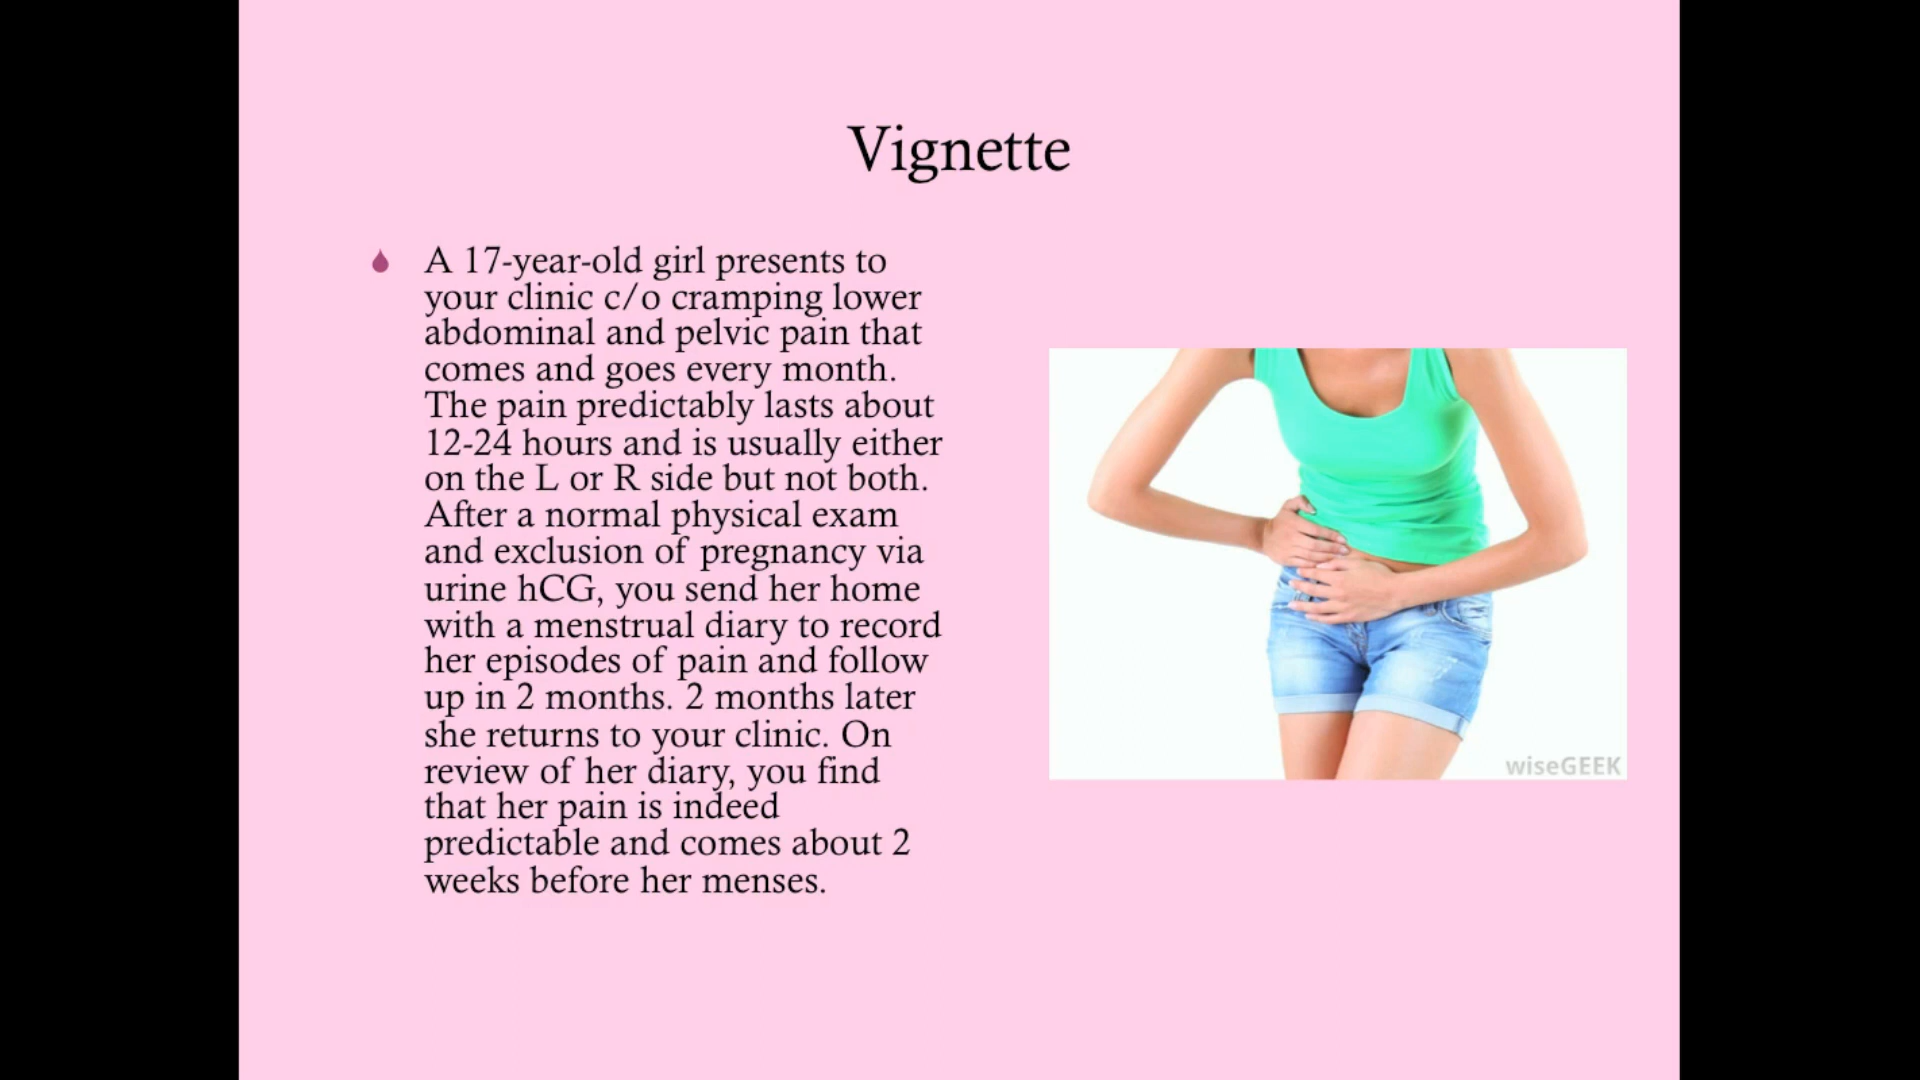 Vignette
A 17-year-old girl presents to
your clinic c/o cramping lower
abdominal and pelvic pain that
comes and goes every month.
The pain predictably lasts about
12-24 hours and is usually either
on the L or R side but not both.
After a normal physical exam
and exclusion of pregnancy via
urine hCG, you send her home
with a menstrual diary to record
her episodes of pain and follow
up in 2 months. 2 months later
she returns to your clinic. On
review of her diary, you find
that her pain is indeed
predictable and comes about 2
weeks before her menses.
wiseGEEK